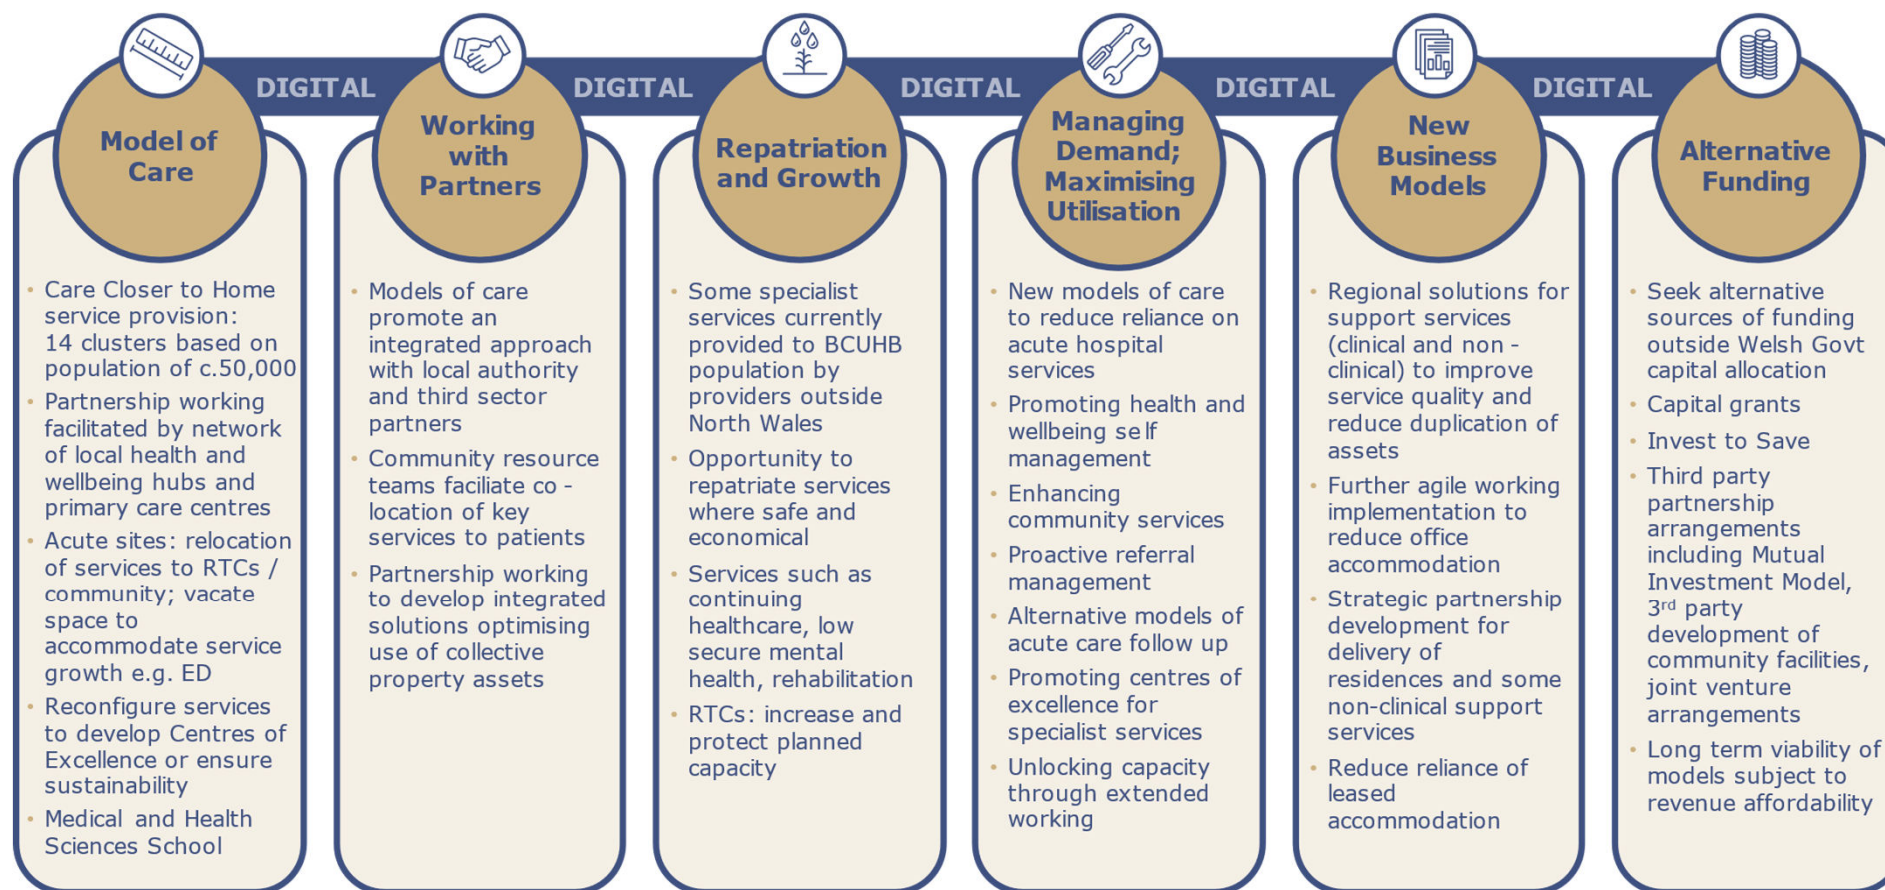 DIGITAL
DIGITAL
DIGITAL
DIGITAL
DIGITAL
Model of
Care
• Care Closer to Home
service provision:
14 clusters based on
population of c.50,000
• Partnership working
facilitated by network
of local health and
wellbeing hubs and
primary care centres
• Acute sites: relocation
of services to RTCs /
community; vacate
space to
accommodate service
growth e.g. ED
• Reconfigure services
to develop Centres of
Excellence or ensure
sustainability
• Medical and Health
Sciences School
Working
with
Partners
• Models of care
promote an
integrated approach
with local authority
and third sector
partners
• Community resource
teams faciliate co -
location of key
services to patients
• Partnership working
to develop integrated
solutions optimising
use of collective
property assets
Repatriation
and Growth
• Some specialist
services currently
provided to BCUHB
population by
providers outside
North Wales
• Opportunity to
repatriate services
where safe and
economical
• Services such as
continuing
healthcare, low
secure mental
health, rehabilitation
• RTCs: increase and
protect planned
capacity
Managing
Demand;
Maximising
Utilisation
• New models of care
to reduce reliance on
acute hospital
services
• Promoting health and
wellbeing self
management
• Enhancing
community services
• Proactive referral
management
• Alternative models of
acute care follow up
• Promoting centres of
excellence for
specialist services
• Unlocking capacity
through extended
working
New
Business
Models
• Regional solutions for
support services
(clinical and non -
clinical) to improve
service quality and
reduce duplication of
assets
• Further agile working
implementation to
reduce office
accommodation
• Strategic partnership
development for
delivery of
residences and some
non-clinical support
services
• Reduce reliance of
leased
accommodation
Alternative
Funding
• Seek alternative
sources of funding
outside Welsh Govt
capital allocation
• Capital grants
• Invest to Save
• Third party
partnership
arrangements
including Mutual
Investment Model,
3rd party
development of
community facilities,
joint venture
arrangements
• Long term viability of
models subject to
revenue affordability